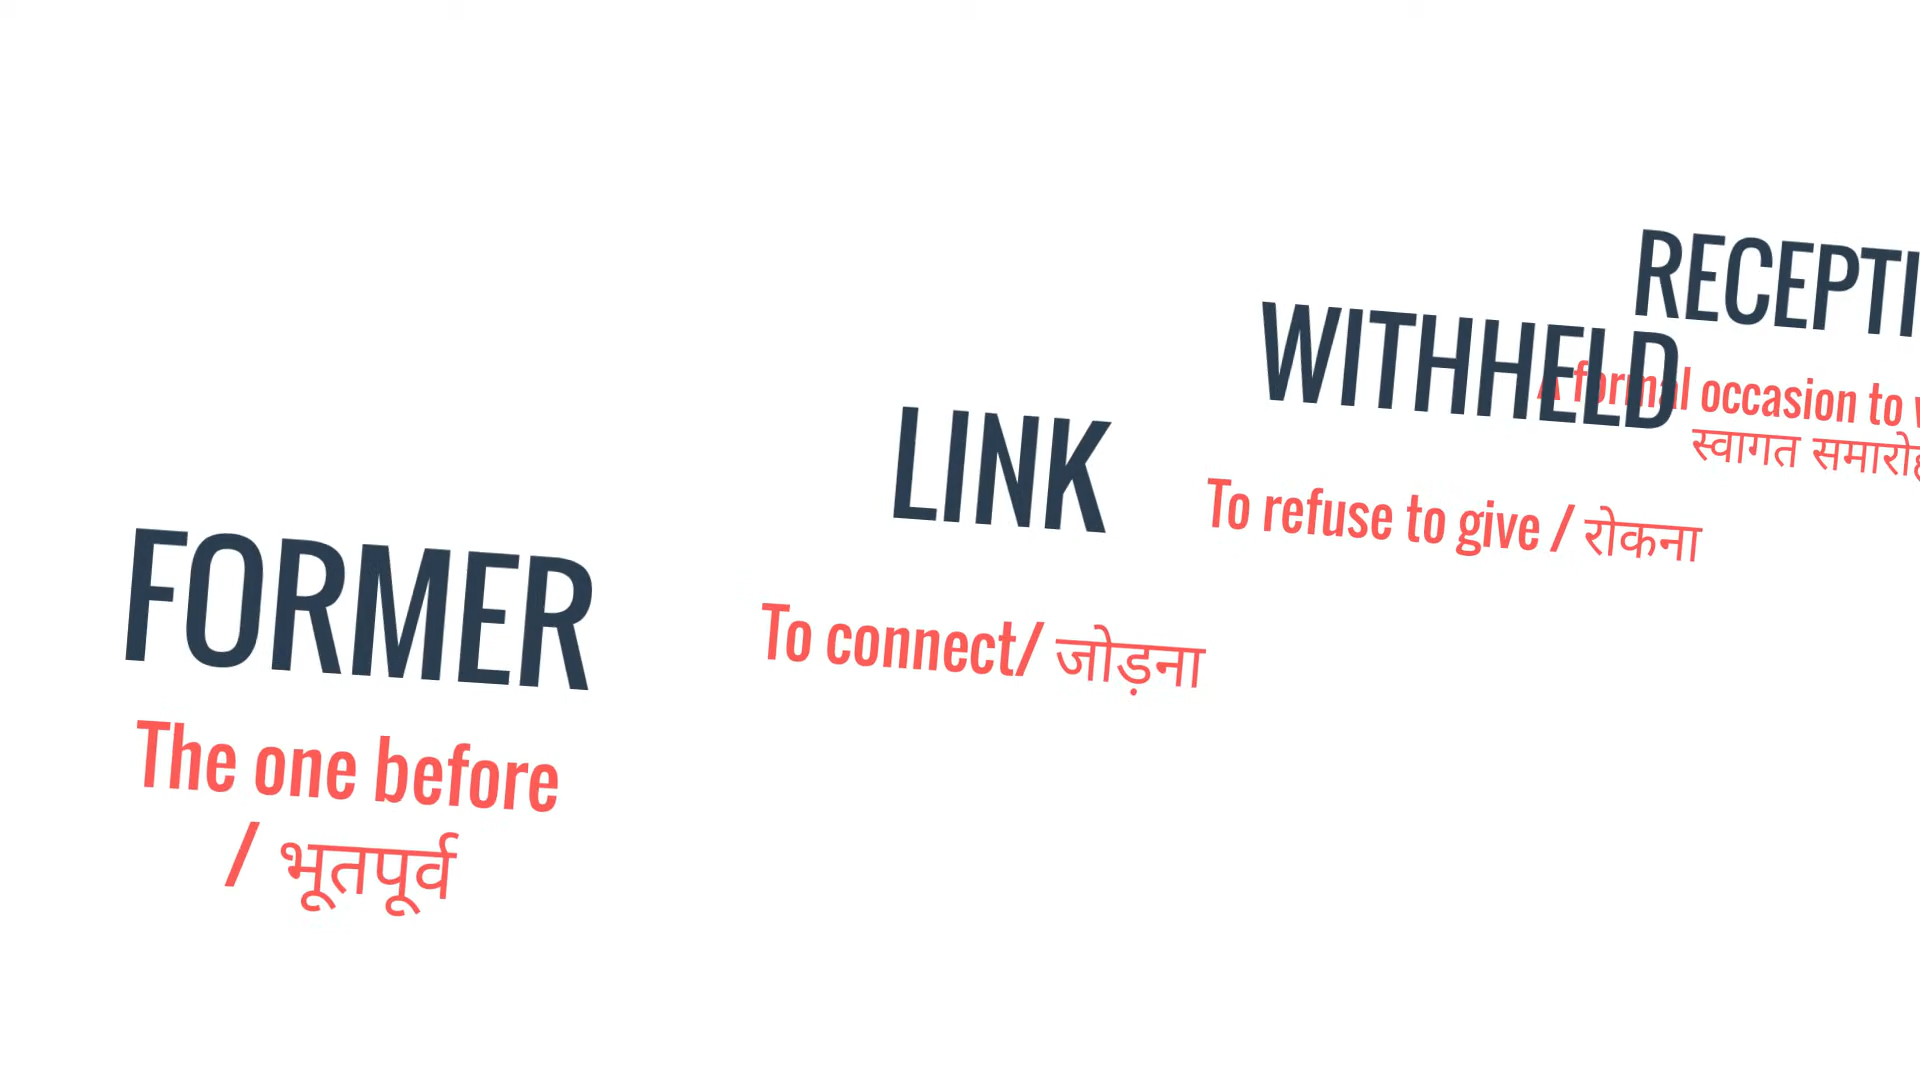 FORMER
The one before
/ भूतपूर्व
LINK
To connect/ जोड़ना
WITHHELD
To refuse to give / रोकना
RECEPTI
A formal occasion to
स्वागत समारोह